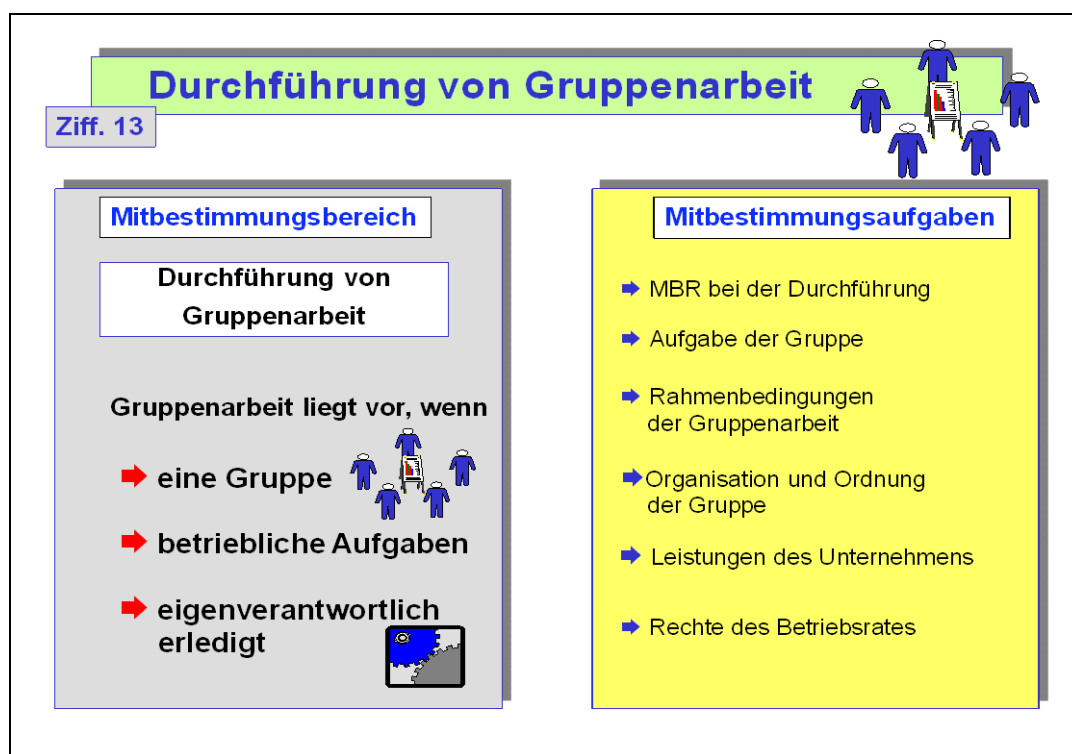 Durchführung von Gruppenarbeit
Ziff. 13
Mitbestimmungsbereich
Durchführung von
Gruppenarbeit
Gruppenarbeit liegt vor, wenn
eine Gruppe
betriebliche Aufgaben
eigenverantwortlich
erledigt
Mitbestimmungsaufgaben
MBR bei der Durchführung
Aufgabe der Gruppe
Rahmenbedingungen
der Gruppenarbeit
Organisation und Ordnung
der Gruppe
Leistungen des Unternehmens
Rechte des Betriebsrates